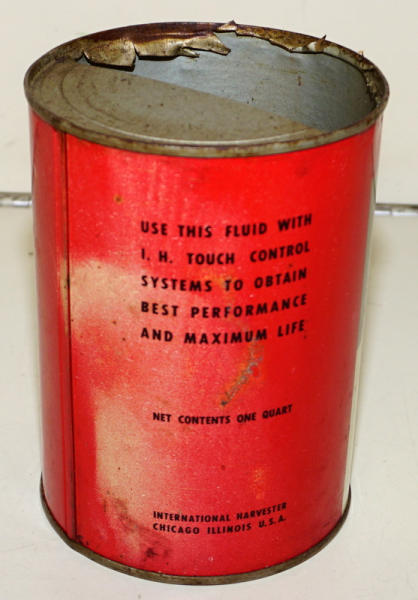 USE THIS FLUID WITH
I. H. TOUCH CONTROL
SYSTEMS TO OBTAIN
BEST PERFORMANCE
AND MAXIMUM LIFE
NET CONTENTS ONE QUART
INTERNATIONAL HARVESTER
CHICAGO ILLINOIS U.S.A.